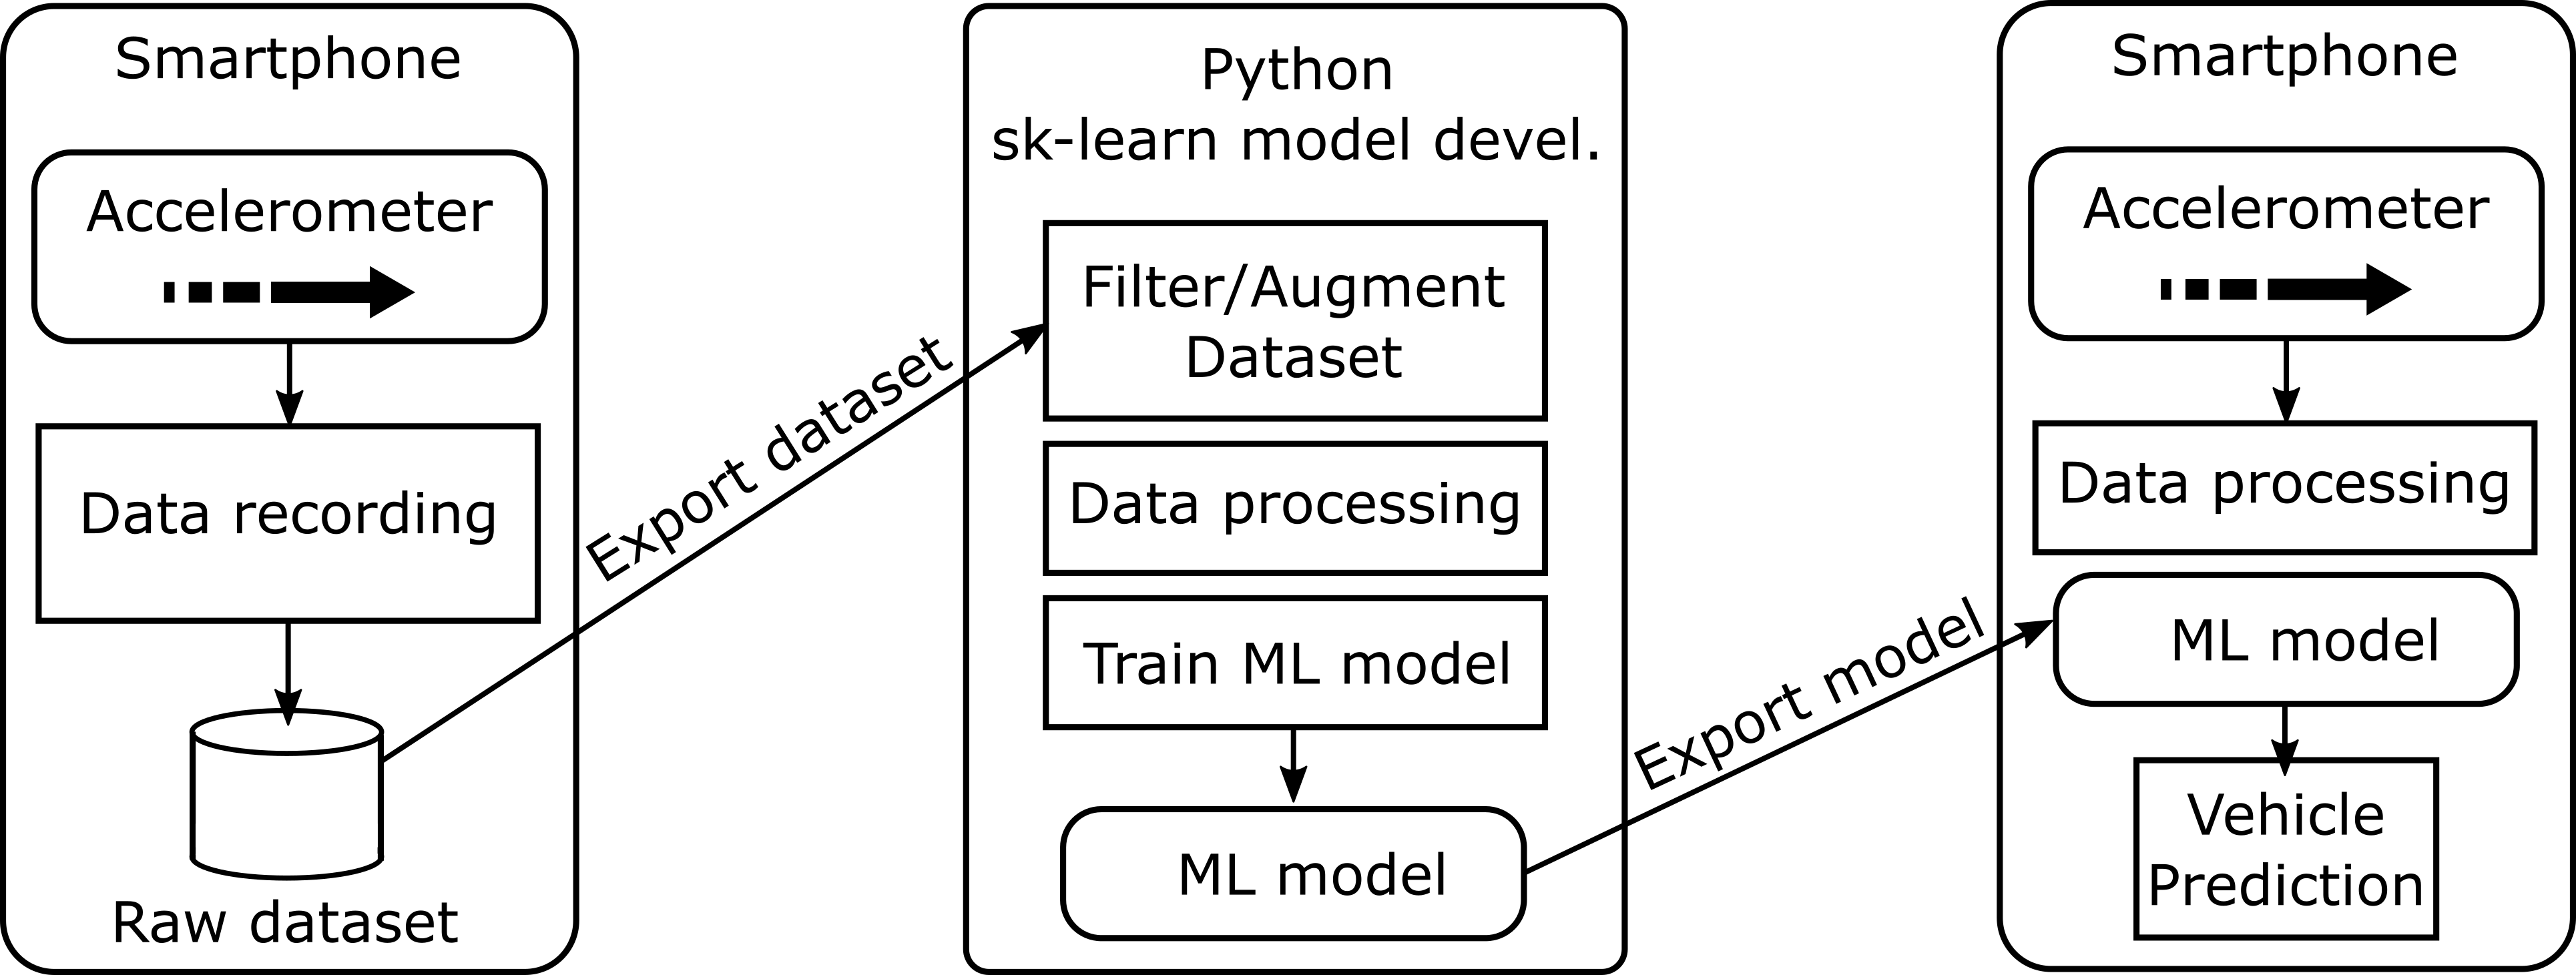 Smartphone
Accelerometer
Data recording
Raw dataset
Export dataset
Python
sk-learn model devel.
Filter/Augment
Dataset
Data processing
Train ML model
ML model
Export model
Smartphone
Accelerometer
Data processing
ML model
Vehicle
Prediction